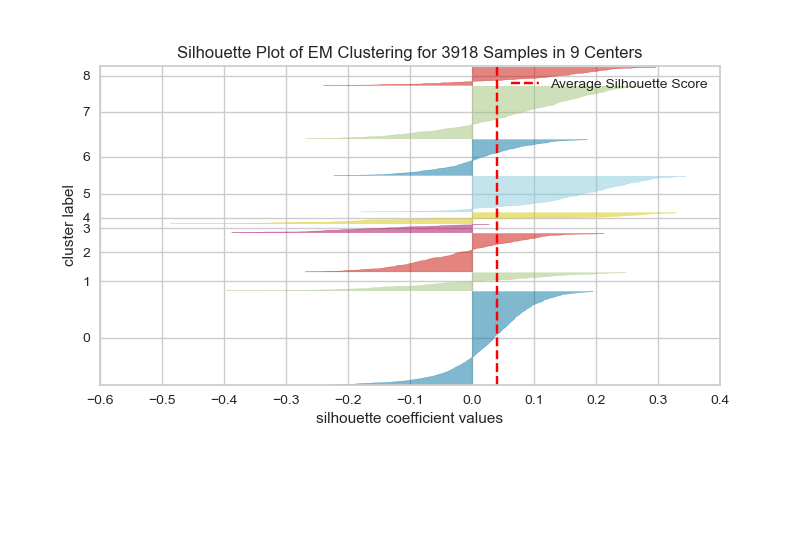 Silhouette Plot of EM Clustering for 3918 Samples in 9 Centers
Average Silhouette Score
cluster label
8
7
6
5
4
3
2
1
0
−0.6 −0.5 −0.4 −0.3 −0.2 −0.1 0.0 0.1 0.2 0.3 0.4
silhouette coefficient values